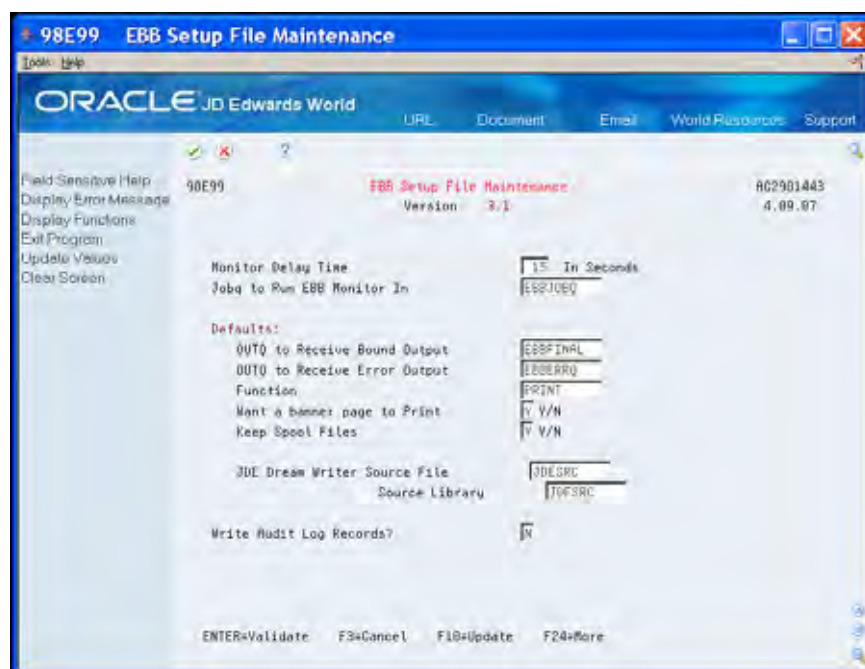 98E99 EBB Setup File Maintenance
Tools Help
ORACLE JD Edwards World
URL Document Email World Resources Support
?
Field Sensitive Help
Display Error Message
Display Functions
Exit Program
Update Values
Clear Screen
98E99 EBB Setup File Maintenance
Version 3.1 4.09.07
Monitor Delay Time 15 In Seconds
Jobq to Run EBB Monitor In EBBJOBQ
Defaults:
OUTQ to Receive Bound Output EBBFINAL
OUTQ to Receive Error Output EBBERRQ
Function PRINT
Want a banner page to Print Y Y/N
Keep Spool Files Y Y/N
JDE Dream Writer Source File JDESRC
Source Library
Write Audit Log Records? N
ENTER=Validate F3=Cancel F10=Update F24=More